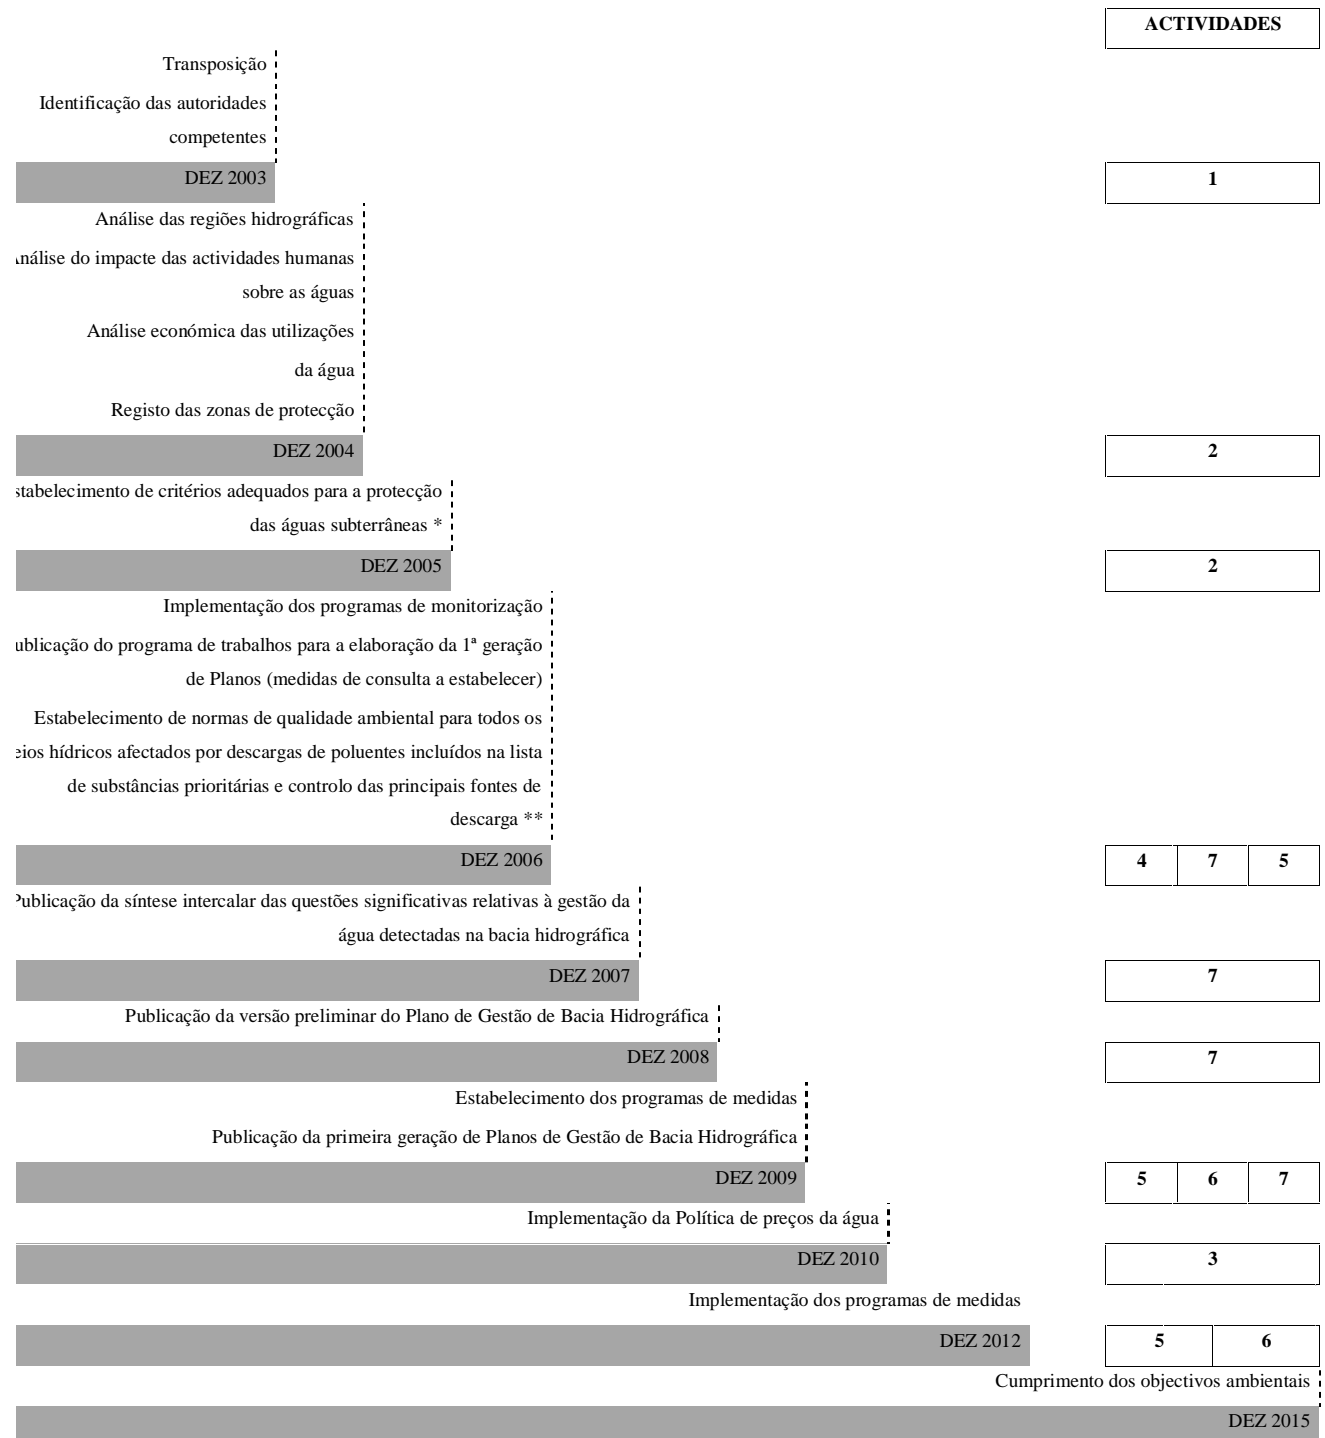 ACTIVIDADES
Transposição
Identificação das autoridades
competentes
DEZ 2003 1
Análise das regiões hidrográficas
nálise do impacte das actividades humanas
sobre as águas
Análise económica das utilizações
da água
Registo das zonas de protecção
DEZ 2004 2
stabelecimento de critérios adequados para a protecção
das águas subterrâneas *
DEZ 2005 2
Implementação dos programas de monitorização
ublicação do programa de trabalhos para a elaboração da 1ª geração
de Planos (medidas de consulta a estabelecer)
Estabelecimento de normas de qualidade ambiental para todos os
eios hídricos afectados por descargas de poluentes incluídos na lista
de substâncias prioritárias e controlo das principais fontes de
descarga **
DEZ 2006 4 7 5
Publicação da síntese intercalar das questões significativas relativas à gestão da
água detectadas na bacia hidrográfica
DEZ 2007 7
Publicação da versão preliminar do Plano de Gestão de Bacia Hidrográfica
DEZ 2008 7
Estabelecimento dos programas de medidas
Publicação da primeira geração de Planos de Gestão de Bacia Hidrográfica
DEZ 2009 5 6 7
Implementação da Política de preços da água
DEZ 2010 3
Implementação dos programas de medidas
DEZ 2012 5 6
Cumprimento dos objectivos ambientais
DEZ 2015